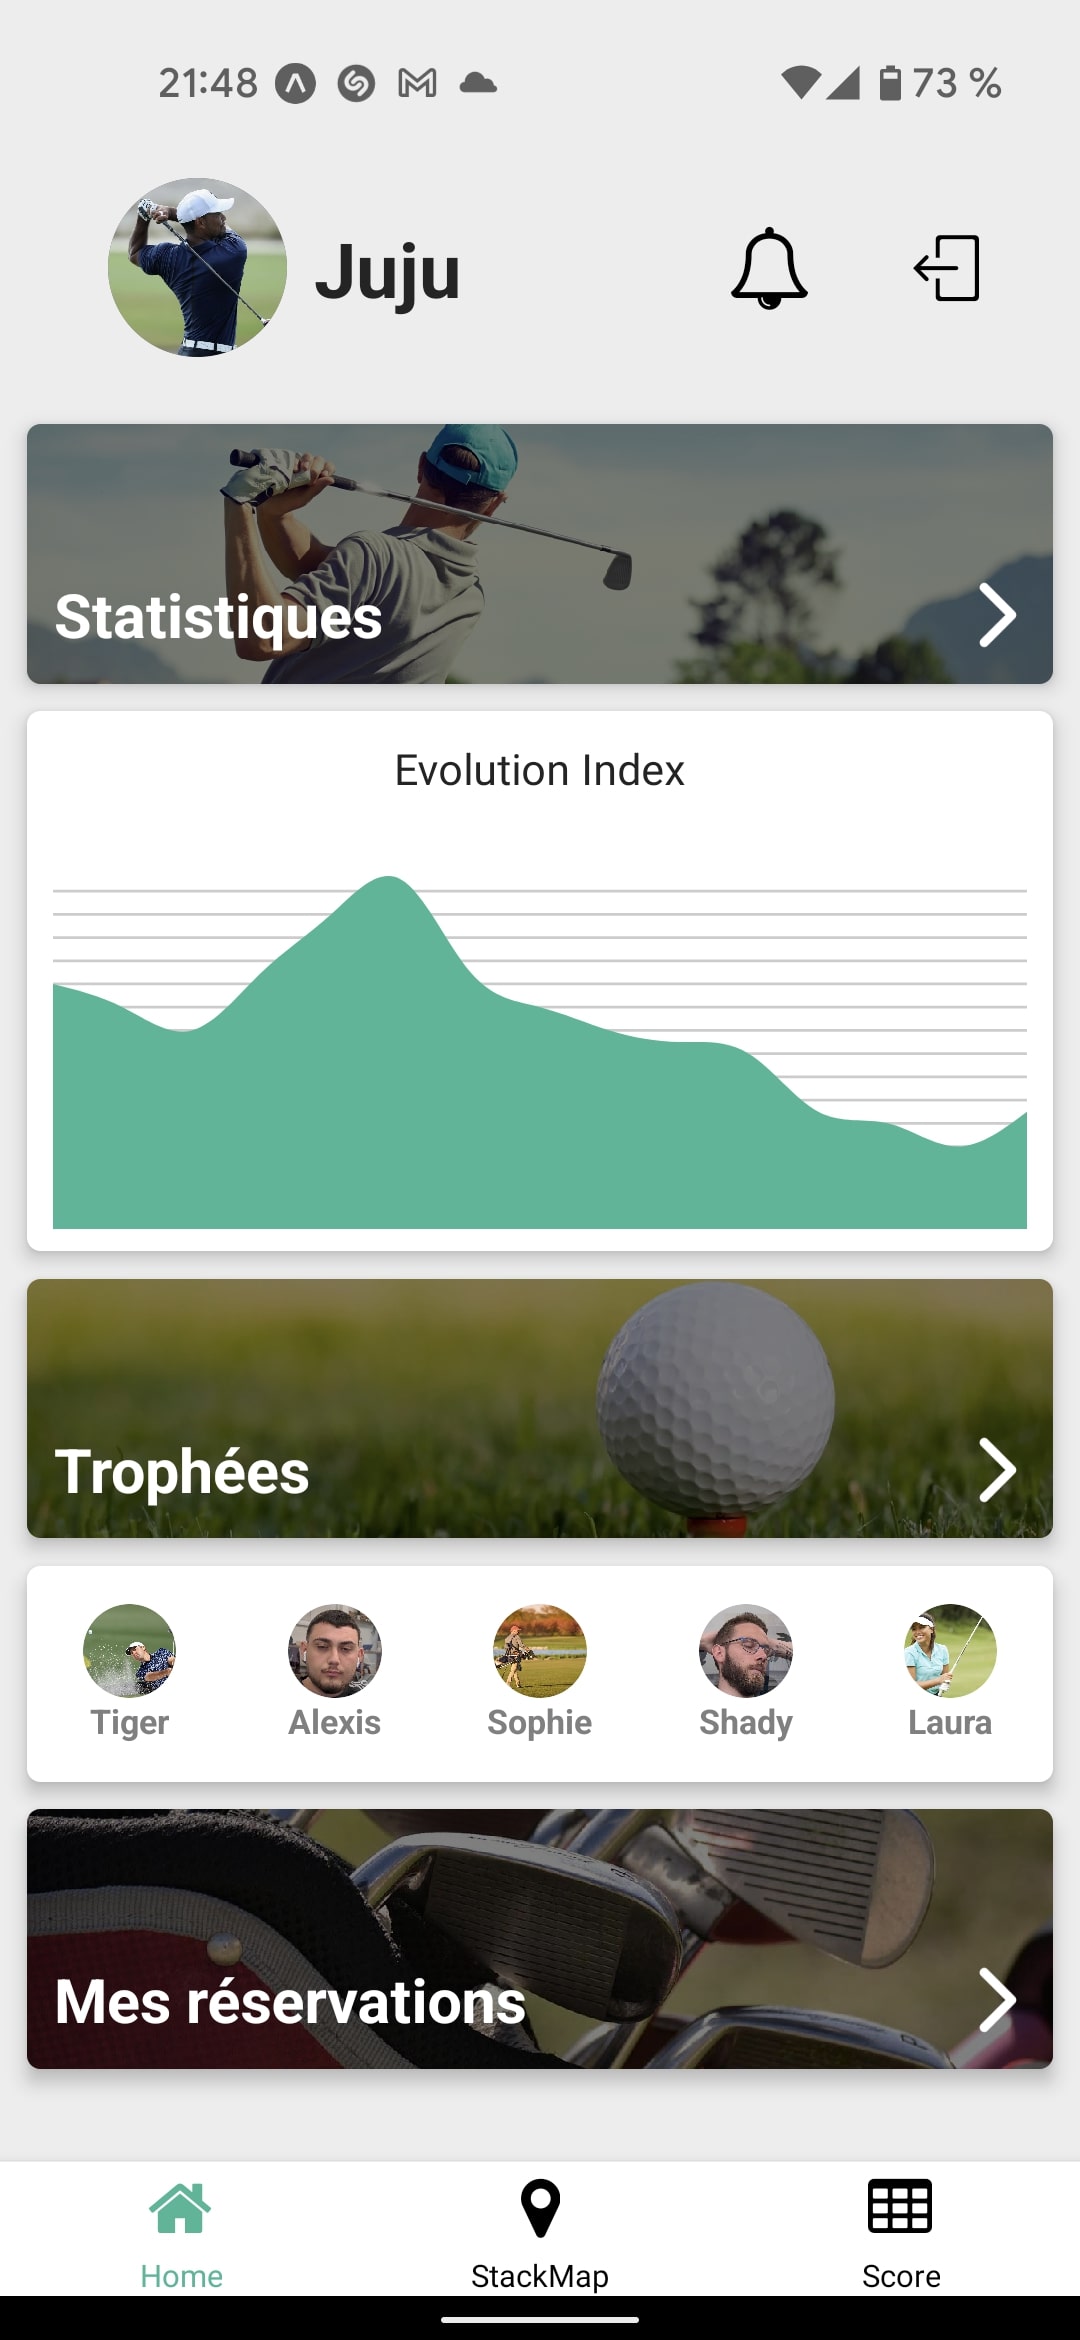 21:48 73 %
Juju
Statistiques
Evolution Index
Trophées
Tiger Alexis Sophie Shady Laura
Mes réservations
Home StackMap Score